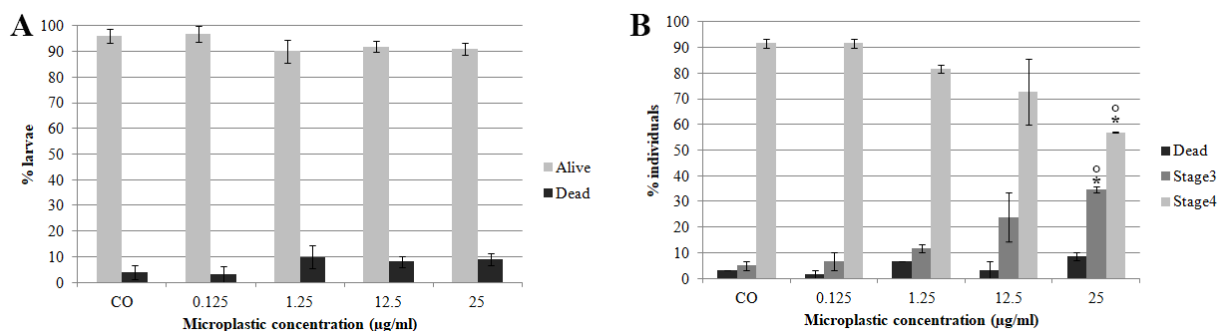 A
100
90
80
70
60
50
40
30
20
10
0
% larvae
CO 0.125 1.25 12.5 25
Microplastic concentration (µg/ml)
Alive
Dead
B
100
90
80
70
60
50
40
30
20
10
0
% individuals
° *
° *
CO 0.125 1.25 12.5 25
Microplastic concentration (µg/ml)
Dead
Stage3
Stage4